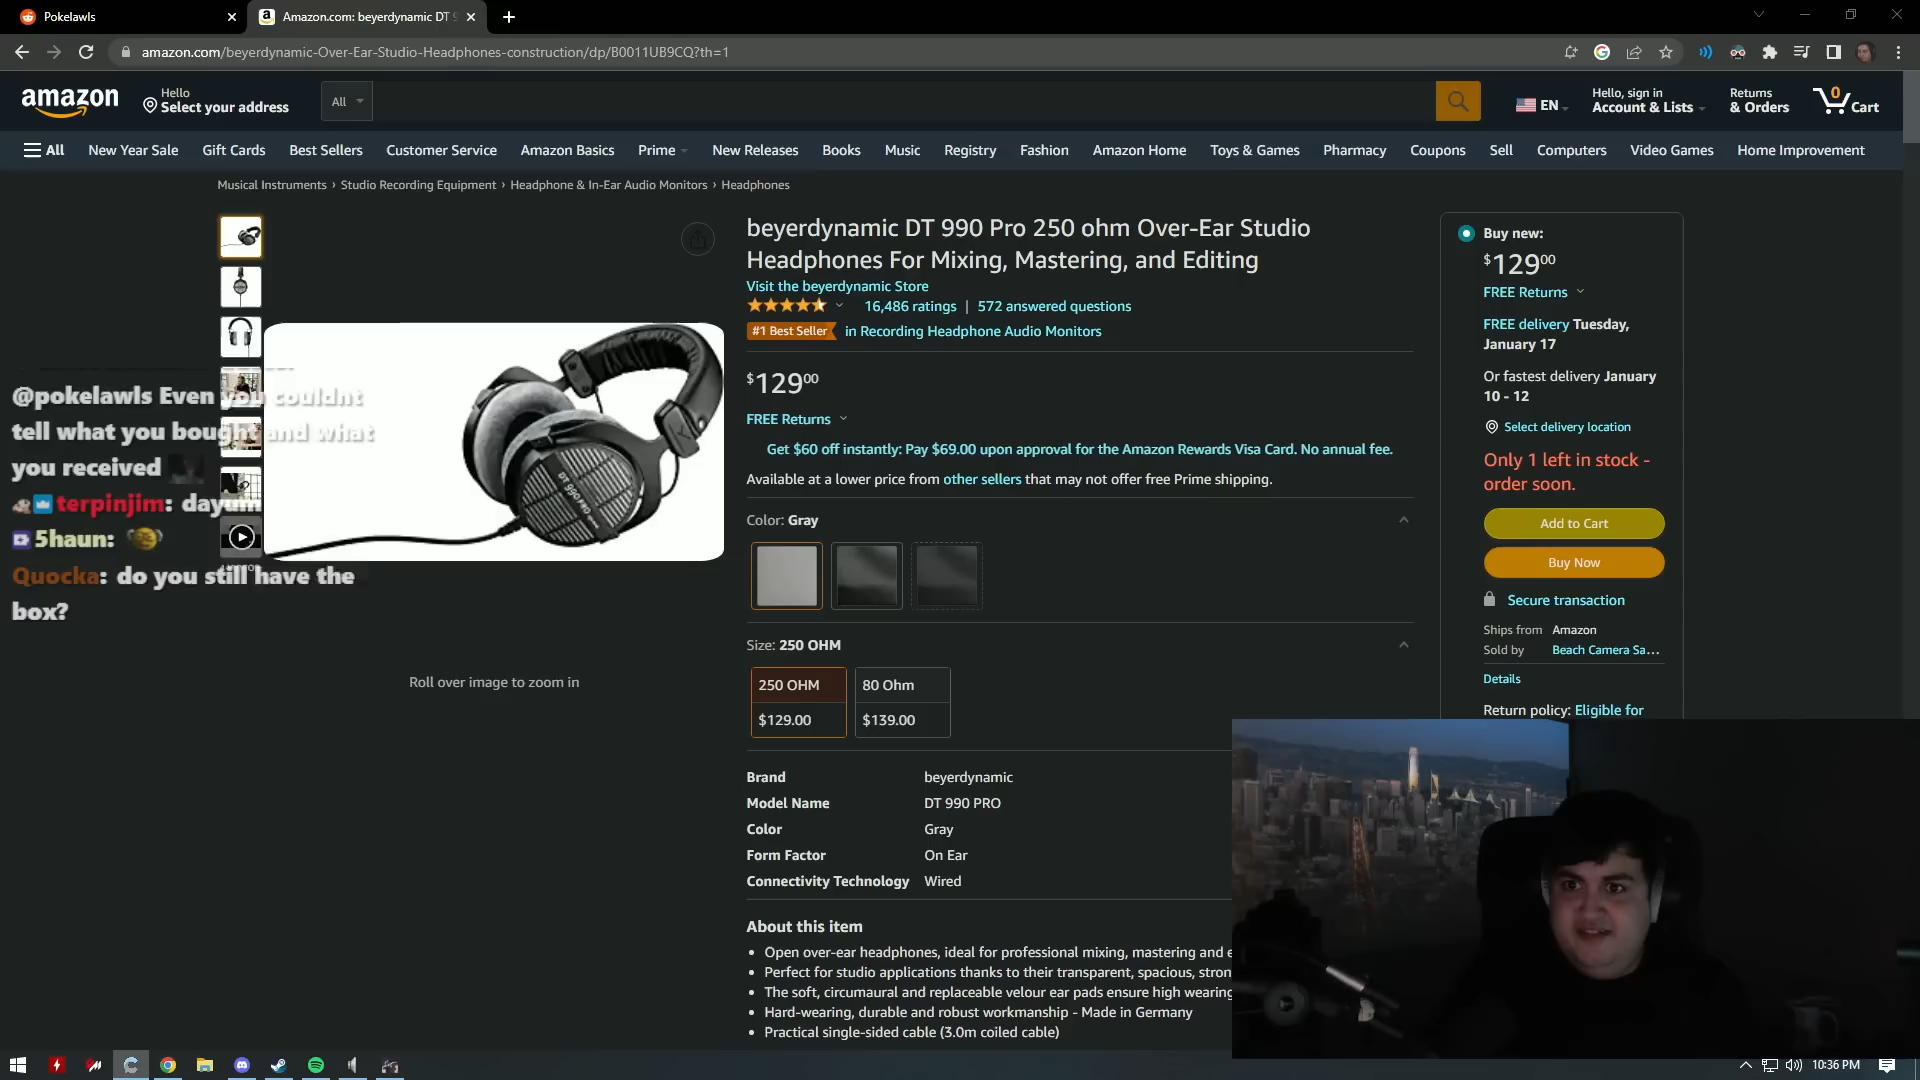 Pokelawls
Amazon.com: beyerdynamic DT 9
amazon.com/beyerdynamic-Over-Ear-Studio-Headphones-construction/dp/B0011UB9CQ?th=1
amazon
Hello
Select your address
All
EN
Hello, sign in
Account & Lists
Returns
& Orders
0
Cart
All New Year Sale Gift Cards Best Sellers Customer Service Amazon Basics Prime New Releases Books Music Registry Fashion Amazon Home Toys & Games Pharmacy Coupons Sell Computers Video Games Home Improvement
Musical Instruments › Studio Recording Equipment › Headphone & In-Ear Audio Monitors › Headphones
beyerdynamic DT 990 Pro 250 ohm Over-Ear Studio
Headphones For Mixing, Mastering, and Editing
Visit the beyerdynamic Store
16,486 ratings | 572 answered questions
#1 Best Seller in Recording Headphone Audio Monitors
$12900
FREE Returns
Get $60 off instantly: Pay $69.00 upon approval for the Amazon Rewards Visa Card. No annual fee.
Available at a lower price from other sellers that may not offer free Prime shipping.
Color: Gray
Size: 250 OHM
250 OHM 80 Ohm
$129.00 $139.00
Brand beyerdynamic
Model Name DT 990 PRO
Color Gray
Form Factor On Ear
Connectivity Technology Wired
About this item
• Open over-ear headphones, ideal for professional mixing, mastering and e
• Perfect for studio applications thanks to their transparent, spacious, stron
• The soft, circumaural and replaceable velour ear pads ensure high wearing
• Hard-wearing, durable and robust workmanship - Made in Germany
• Practical single-sided cable (3.0m coiled cable)
DT 990 PRO
Roll over image to zoom in
@pokelawls Even you couldnt
tell what you bought and what
you received
terpinjim: dayum
5haun:
Quocka: do you still have the
box?
Buy new:
$12900
FREE Returns
FREE delivery Tuesday,
January 17
Or fastest delivery January
10 - 12
Select delivery location
Only 1 left in stock -
order soon.
Add to Cart
Buy Now
Secure transaction
Ships from Amazon
Sold by Beach Camera Sa...
Details
Return policy: Eligible for
10:36 PM